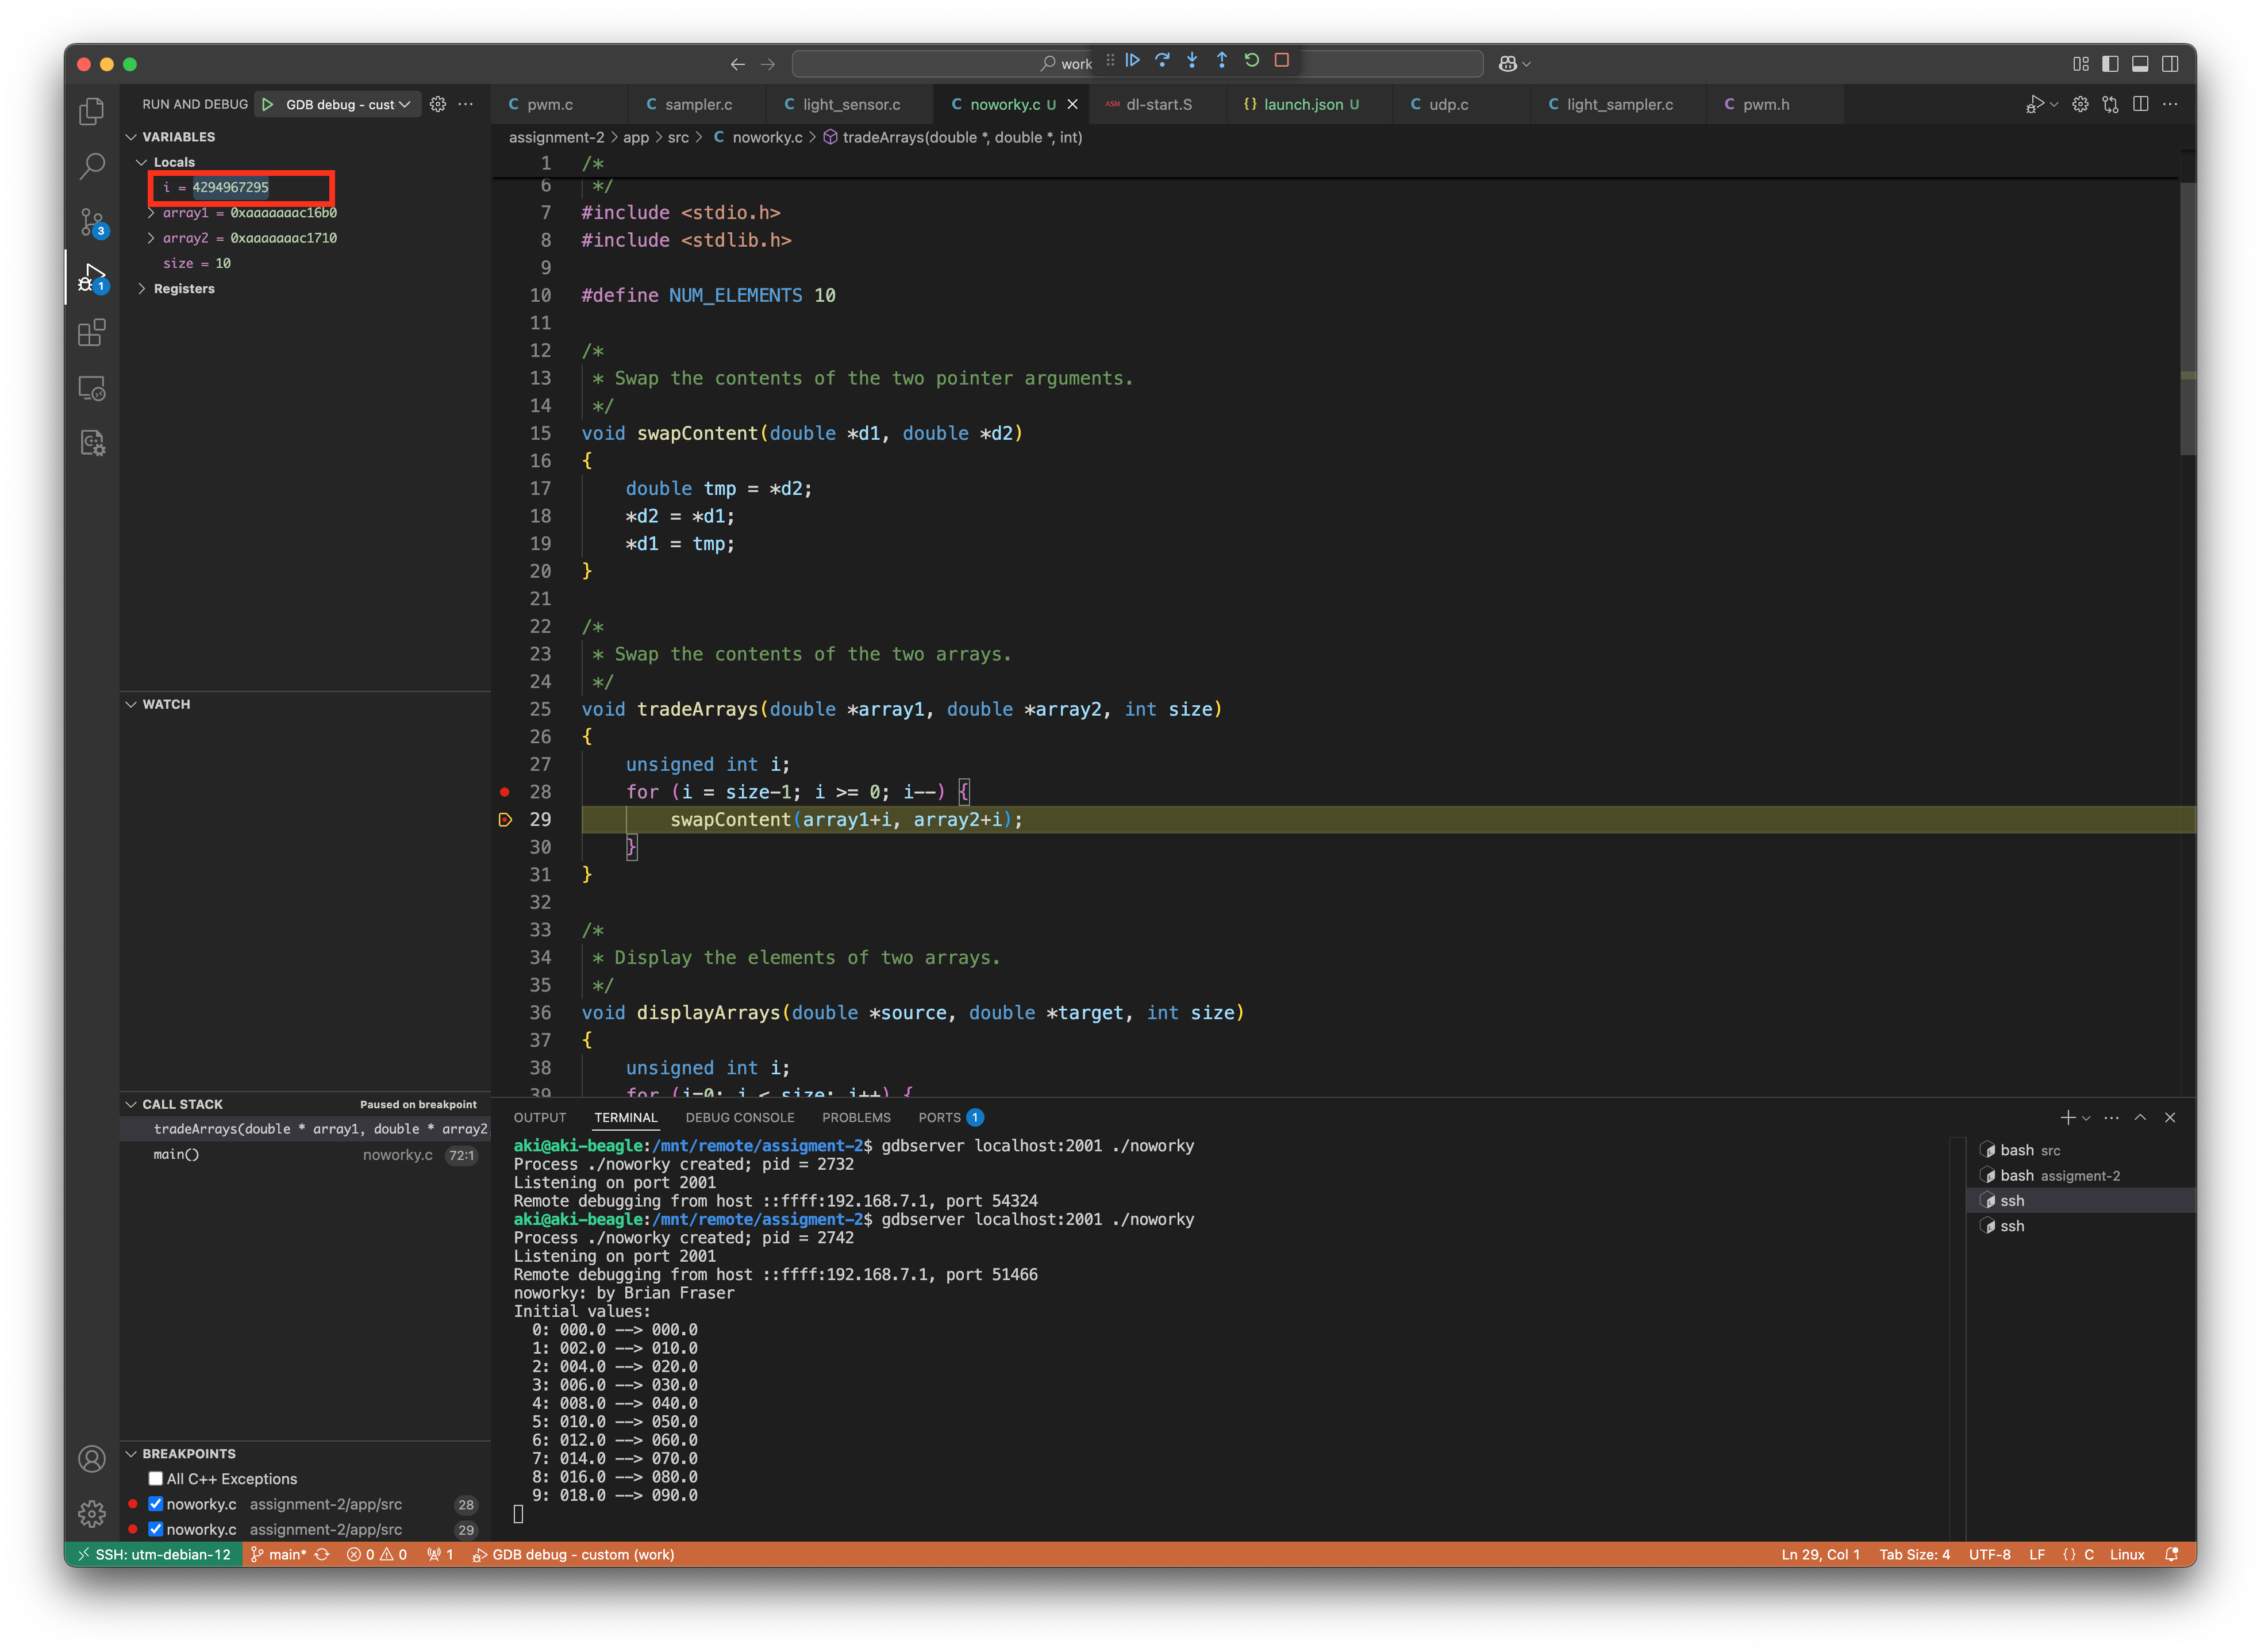 work
RUN AND DEBUG GDB debug - cust
pwm.c sampler.c light_sensor.c noworky.c U dl-start.S launch.json U udp.c light_sampler.c pwm.h
assignment-2 > app > src > C noworky.c > tradeArrays(double *, double *, int)
VARIABLES
Locals
i = 4294967295
array1 = 0xaaaaaaac16b0
array2 = 0xaaaaaaac1710
size = 10
Registers
3
1
WATCH
CALL STACK Paused on breakpoint
tradeArrays(double * array1, double * array2
main() noworky.c 72:1
BREAKPOINTS
All C++ Exceptions
noworky.c assignment-2/app/src 28
noworky.c assignment-2/app/src 29
1 /*
6 */
7 #include <stdio.h>
8 #include <stdlib.h>
9
10 #define NUM_ELEMENTS 10
11
12 /*
13 * Swap the contents of the two pointer arguments.
14 */
15 void swapContent(double *d1, double *d2)
16 {
17 double tmp = *d2;
18 *d2 = *d1;
19 *d1 = tmp;
20 }
21
22 /*
23 * Swap the contents of the two arrays.
24 */
25 void tradeArrays(double *array1, double *array2, int size)
26 {
27 unsigned int i;
28 for (i = size-1; i >= 0; i--) {
29 swapContent(array1+i, array2+i);
30 }
31 }
32
33 /*
34 * Display the elements of two arrays.
35 */
36 void displayArrays(double *source, double *target, int size)
37 {
38 unsigned int i;
39 for (i=0; i < size; i++) {
OUTPUT TERMINAL DEBUG CONSOLE PROBLEMS PORTS 1
aki@aki-beagle:/mnt/remote/assigment-2$ gdbserver localhost:2001 ./noworky
Process ./noworky created; pid = 2732
Listening on port 2001
Remote debugging from host ::ffff:192.168.7.1, port 54324
aki@aki-beagle:/mnt/remote/assigment-2$ gdbserver localhost:2001 ./noworky
Process ./noworky created; pid = 2742
Listening on port 2001
Remote debugging from host ::ffff:192.168.7.1, port 51466
noworky: by Brian Fraser
Initial values:
0: 000.0 --> 000.0
1: 002.0 --> 010.0
2: 004.0 --> 020.0
3: 006.0 --> 030.0
4: 008.0 --> 040.0
5: 010.0 --> 050.0
6: 012.0 --> 060.0
7: 014.0 --> 070.0
8: 016.0 --> 080.0
9: 018.0 --> 090.0
bash src
bash assigment-2
ssh
ssh
SSH: utm-debian-12 main* 0 0 1 GDB debug - custom (work) Ln 29, Col 1 Tab Size: 4 UTF-8 LF {} C Linux